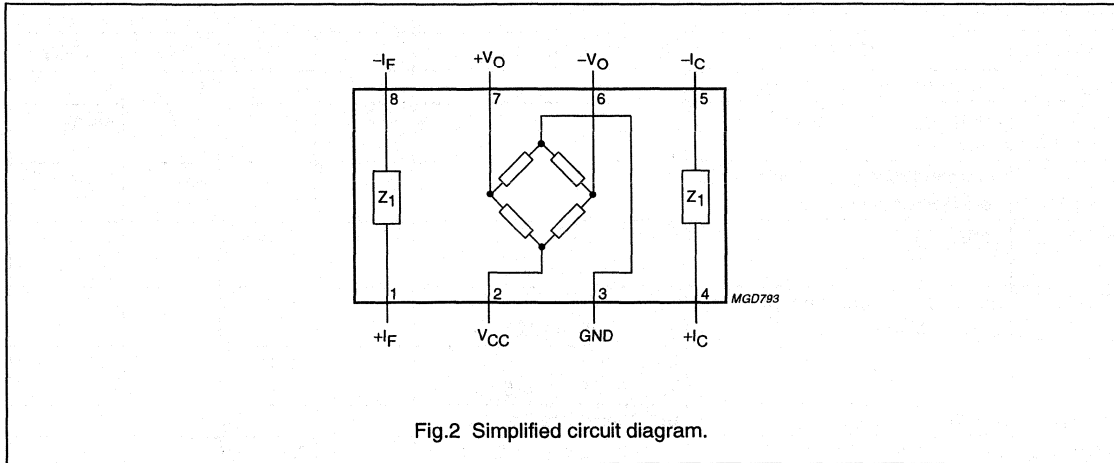 –I_F +V_O –V_O –I_C
8 7 6 5
Z_1 Z_1
1 2 3 4
MGD793
+I_F V_CC GND +I_C
Fig.2 Simplified circuit diagram.